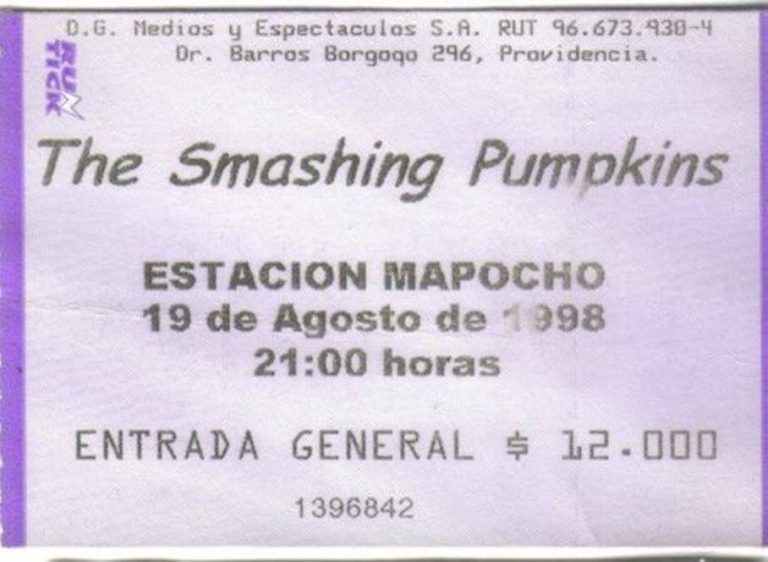 D.G. Medios y Espectaculos S.A. RUT 96.673.930-4
Dr. Barros Borgoqo 296, Providencia.
TICK
The Smashing Pumpkins
ESTACION MAPOCHO
19 de Agosto de 1998
21:00 horas
ENTRADA GENERAL $ 12.000
1396842